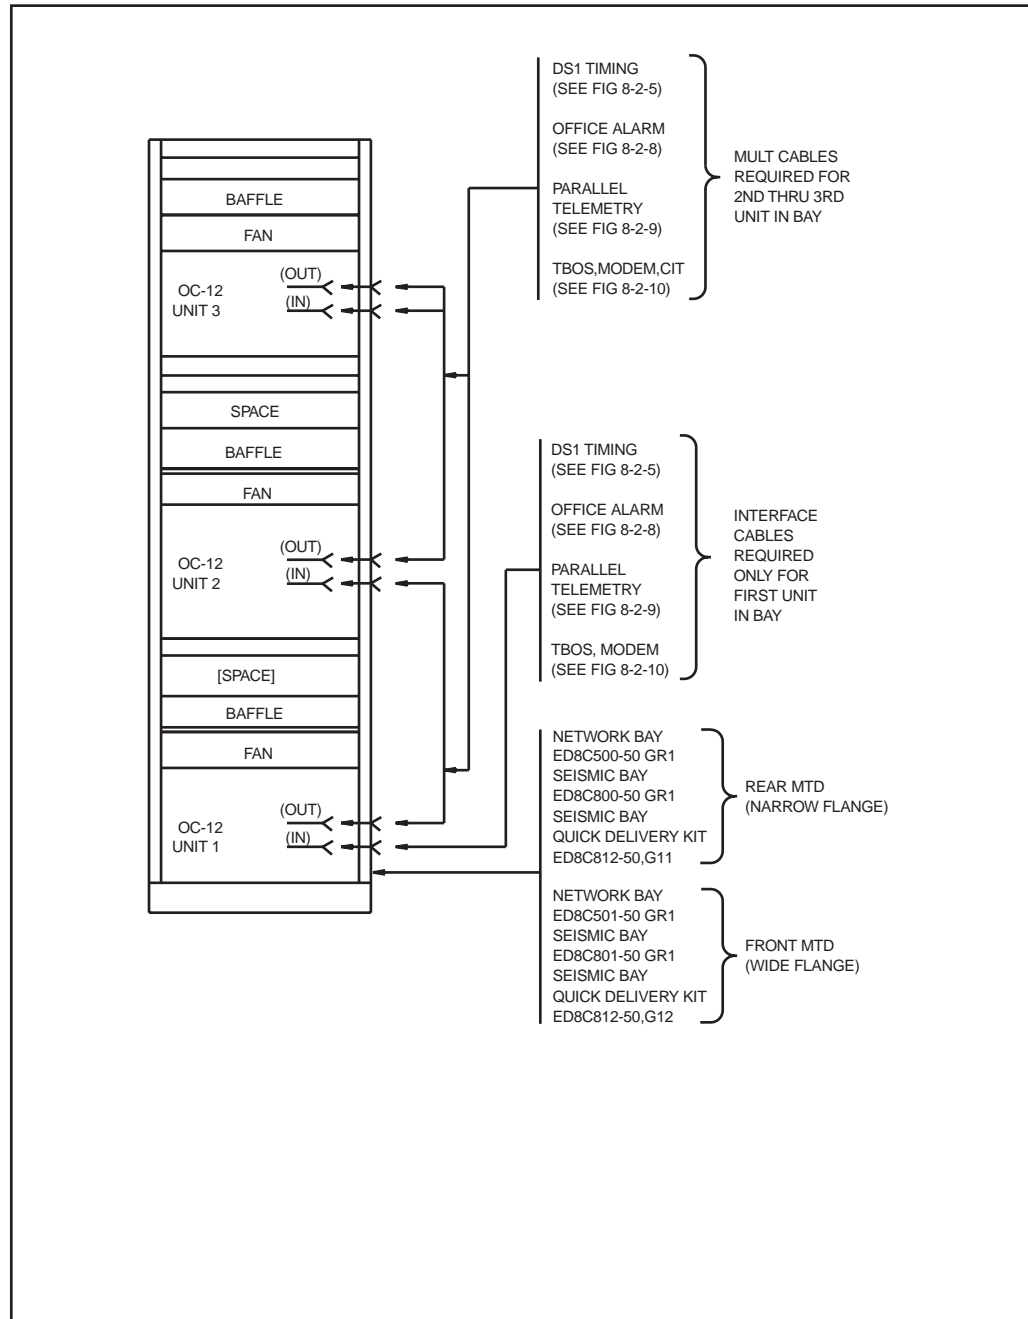 BAFFLE
FAN
(OUT)
OC-12
(IN)
UNIT 3
SPACE
BAFFLE
FAN
(OUT)
OC-12
(IN)
UNIT 2
[SPACE]
BAFFLE
FAN
(OUT)
OC-12
(IN)
UNIT 1
DS1 TIMING
(SEE FIG 8-2-5)
OFFICE ALARM
(SEE FIG 8-2-8)
PARALLEL
TELEMETRY
(SEE FIG 8-2-9)
TBOS,MODEM,CIT
(SEE FIG 8-2-10)
MULT CABLES
REQUIRED FOR
2ND THRU 3RD
UNIT IN BAY
DS1 TIMING
(SEE FIG 8-2-5)
OFFICE ALARM
(SEE FIG 8-2-8)
PARALLEL
TELEMETRY
(SEE FIG 8-2-9)
TBOS, MODEM
(SEE FIG 8-2-10)
INTERFACE
CABLES
REQUIRED
ONLY FOR
FIRST UNIT
IN BAY
NETWORK BAY
ED8C500-50 GR1
SEISMIC BAY
ED8C800-50 GR1
SEISMIC BAY
QUICK DELIVERY KIT
ED8C812-50,G11
REAR MTD
(NARROW FLANGE)
NETWORK BAY
ED8C501-50 GR1
SEISMIC BAY
ED8C801-50 GR1
SEISMIC BAY
QUICK DELIVERY KIT
ED8C812-50,G12
FRONT MTD
(WIDE FLANGE)